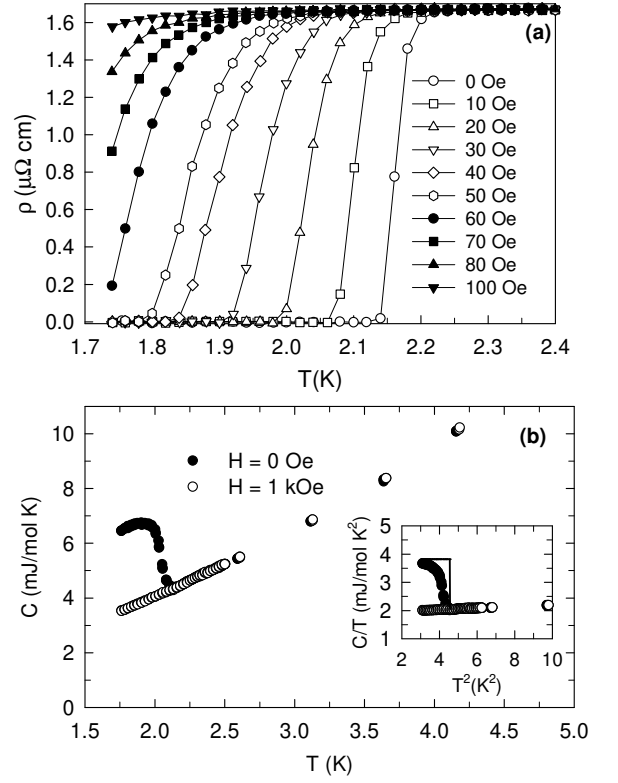 (a)
ρ (μΩ cm)
1.6
1.4
1.2
1.0
0.8
0.6
0.4
0.2
0.0
0 Oe
10 Oe
20 Oe
30 Oe
40 Oe
50 Oe
60 Oe
70 Oe
80 Oe
100 Oe
1.7 1.8 1.9 2.0 2.1 2.2 2.3 2.4
T(K)
(b)
C (mJ/mol K)
10
8
6
4
2
0
H = 0 Oe
H = 1 kOe
C/T (mJ/mol K²)
5
4
3
2
1
2 4 6 8 10
T²(K²)
1.5 2.0 2.5 3.0 3.5 4.0 4.5 5.0
T (K)